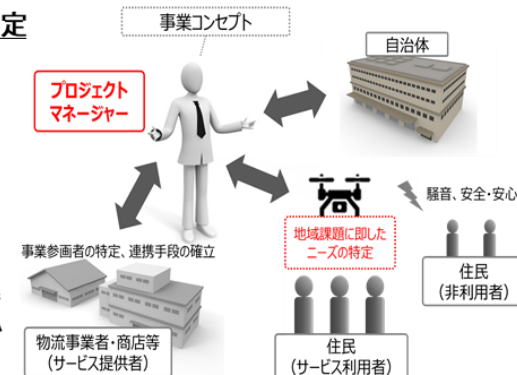 定
事業コンセプト
自治体
プロジェクト
マネージャー
騒音、安全・安心
地域課題に即した
ニーズの特定
事業参画者の特定、連携手段の確立
住民
(非利用者)
物流事業者・商店等
(サービス提供者)
住民
(サービス利用者)